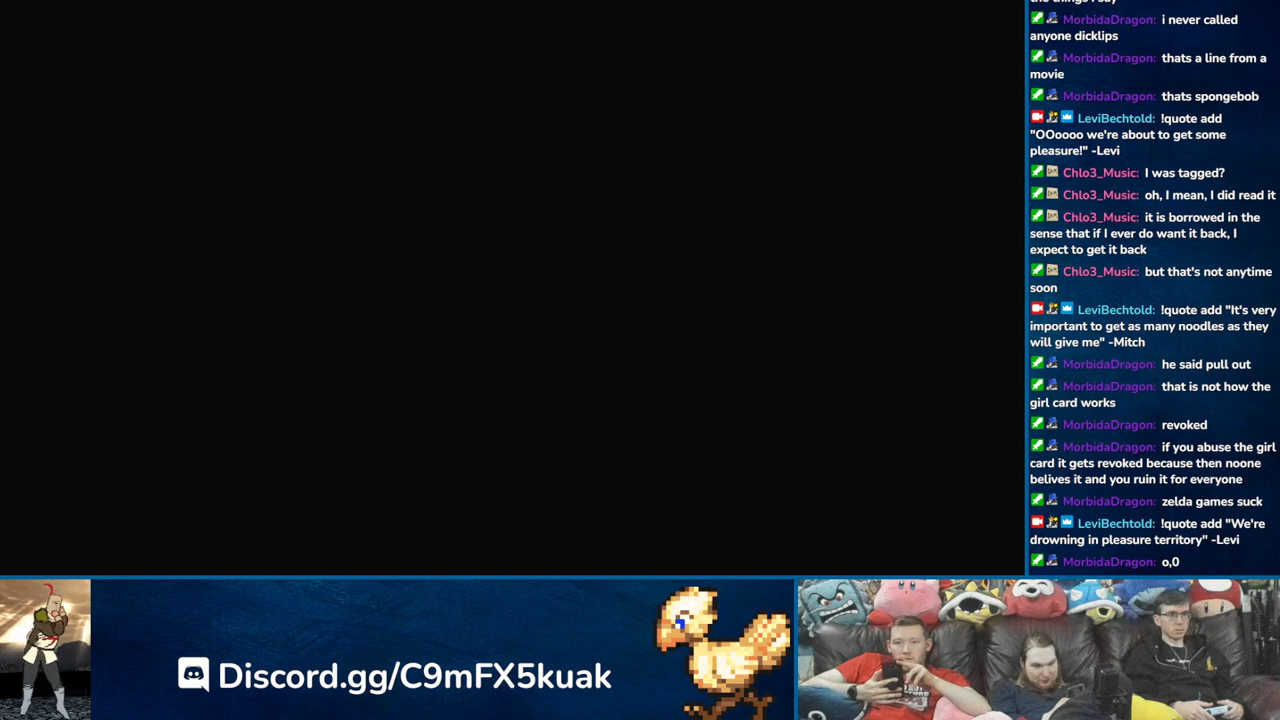 MorbidaDragon: i never called
anyone dicklips
MorbidaDragon: thats a line from a
movie
MorbidaDragon: thats spongebob
LeviBechtold: !quote add
"OOoooo we're about to get some
pleasure!" -Levi
Chlo3_Music: I was tagged?
Chlo3_Music: oh, I mean, I did read it
Chlo3_Music: it is borrowed in the
sense that if I ever do want it back, I
expect to get it back
Chlo3_Music: but that's not anytime
soon
LeviBechtold: !quote add "It's very
important to get as many noodles as they
will give me" -Mitch
MorbidaDragon: he said pull out
MorbidaDragon: that is not how the
girl card works
MorbidaDragon: revoked
MorbidaDragon: if you abuse the girl
card it gets revoked because then noone
belives it and you ruin it for everyone
MorbidaDragon: zelda games suck
LeviBechtold: !quote add "We're
drowning in pleasure territory" -Levi
MorbidaDragon: o,0
Discord.gg/C9mFX5kuak